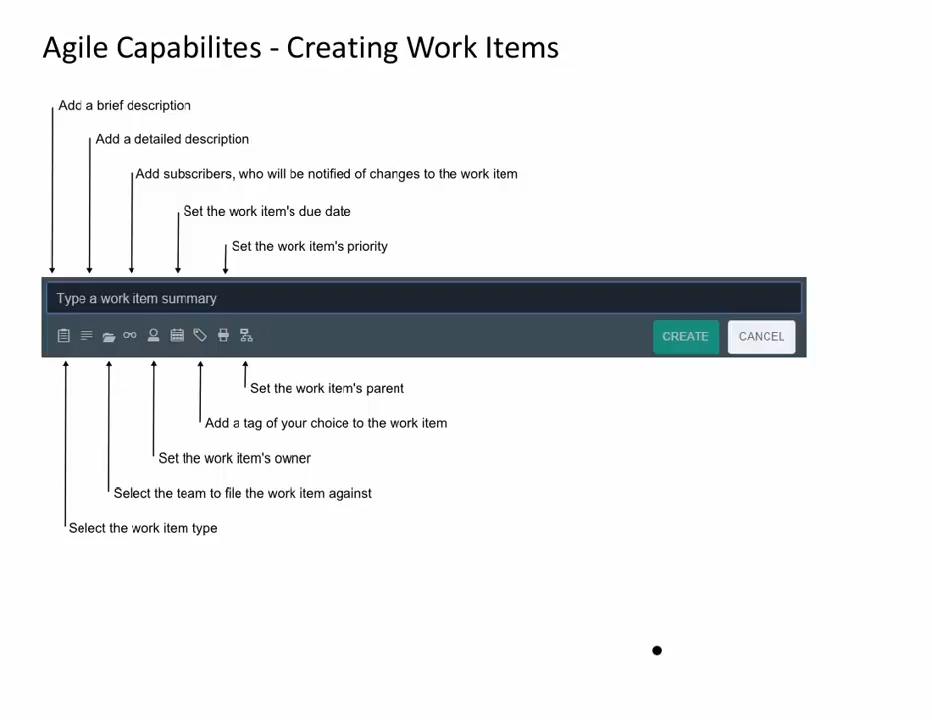 Agile Capabilites - Creating Work Items
Add a brief description
Add a detailed description
Add subscribers, who will be notified of changes to the work item
Set the work item's due date
Set the work item's priority
Type a work item summary
CREATE
CANCEL
Set the work item's parent
Add a tag of your choice to the work item
Set the work item's owner
Select the team to file the work item against
Select the work item type